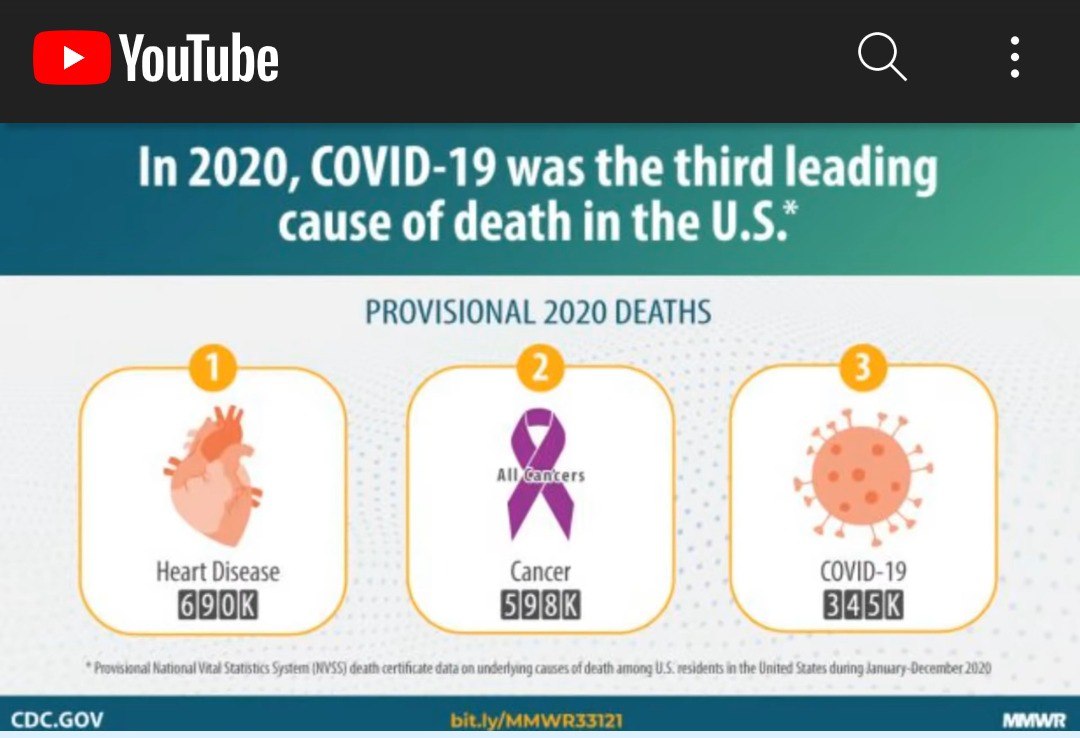 YouTube
In 2020, COVID-19 was the third leading
cause of death in the U.S.*
PROVISIONAL 2020 DEATHS
1
2
3
All Cancers
Heart Disease
Cancer
COVID-19
690K
598K
345K
* Provisional National Vital Statistics System (NVSS) death certificate data on underlying causes of death among U.S. residents in the United States during January-December 2020
CDC.GOV
bit.ly/MMWR33121
MMWR